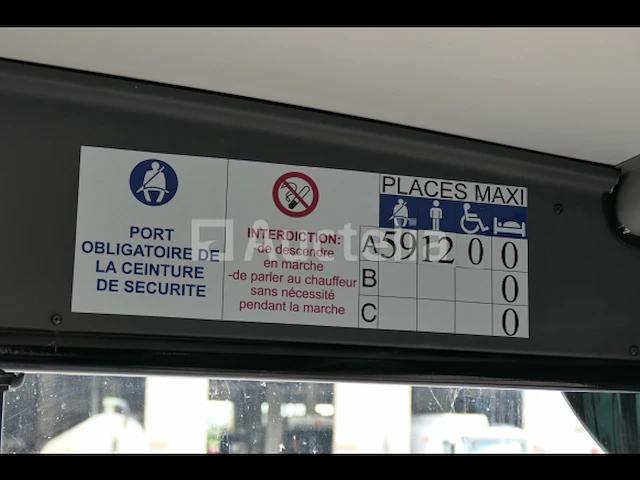 PORT
OBLIGATOIRE DE
LA CEINTURE
DE SECURITE
INTERDICTION:
-de descendre
en marche
-de parler au chauffeur
sans nécessité
pendant la marche
PLACES MAXI
A 59 12 0 0
B 0
C 0